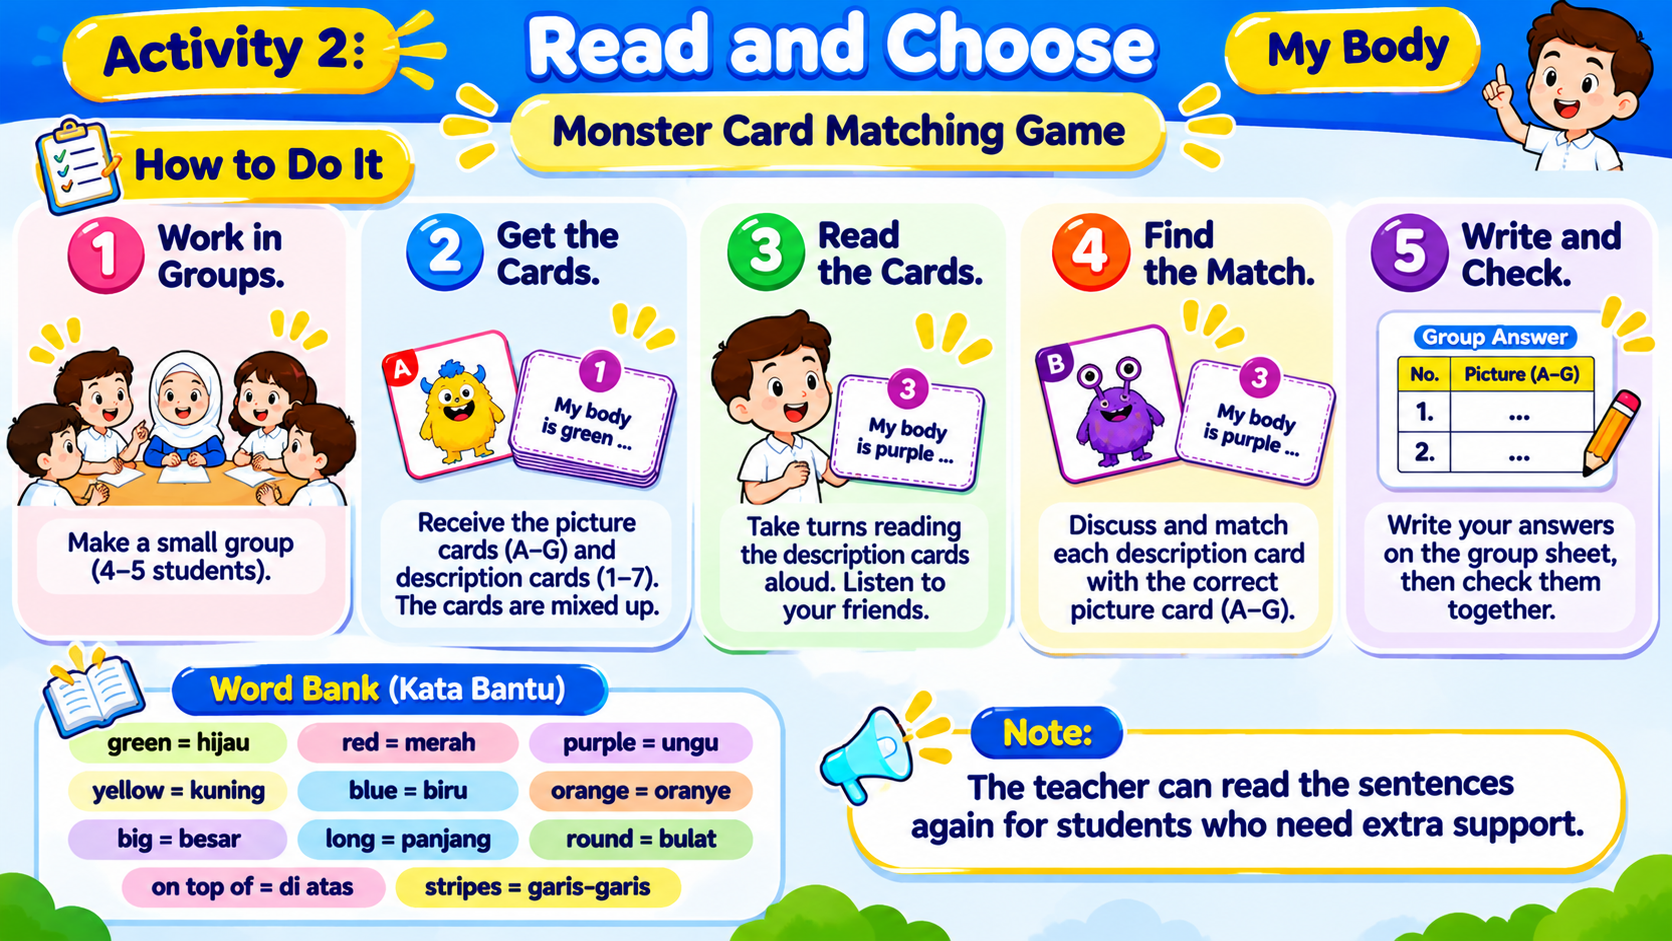 Activity 2:
Read and Choose
My Body
Monster Card Matching Game
How to Do It
1
Work in
Groups.
Make a small group
(4–5 students).
2
Get the
Cards.
A
1
My body
is green ...
Receive the picture
cards (A–G) and
description cards (1–7).
The cards are mixed up.
3
Read
the Cards.
3
My body
is purple ...
Take turns reading
the description cards
aloud. Listen to
your friends.
4
Find
the Match.
B
3
My body
is purple ...
Discuss and match
each description card
with the correct
picture card (A–G).
5
Write and
Check.
Group Answer
No. Picture (A–G)
1. ...
2. ...
Write your answers
on the group sheet,
then check them
together.
Word Bank (Kata Bantu)
green = hijau
red = merah
purple = ungu
yellow = kuning
blue = biru
orange = oranye
big = besar
long = panjang
round = bulat
on top of = di atas
stripes = garis-garis
Note:
The teacher can read the sentences
again for students who need extra support.